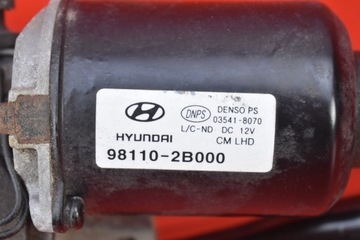 DNPS DENSO PS
03541-8070
L/C-ND DC 12V
HYUNDAI CM LHD
98110-2B000